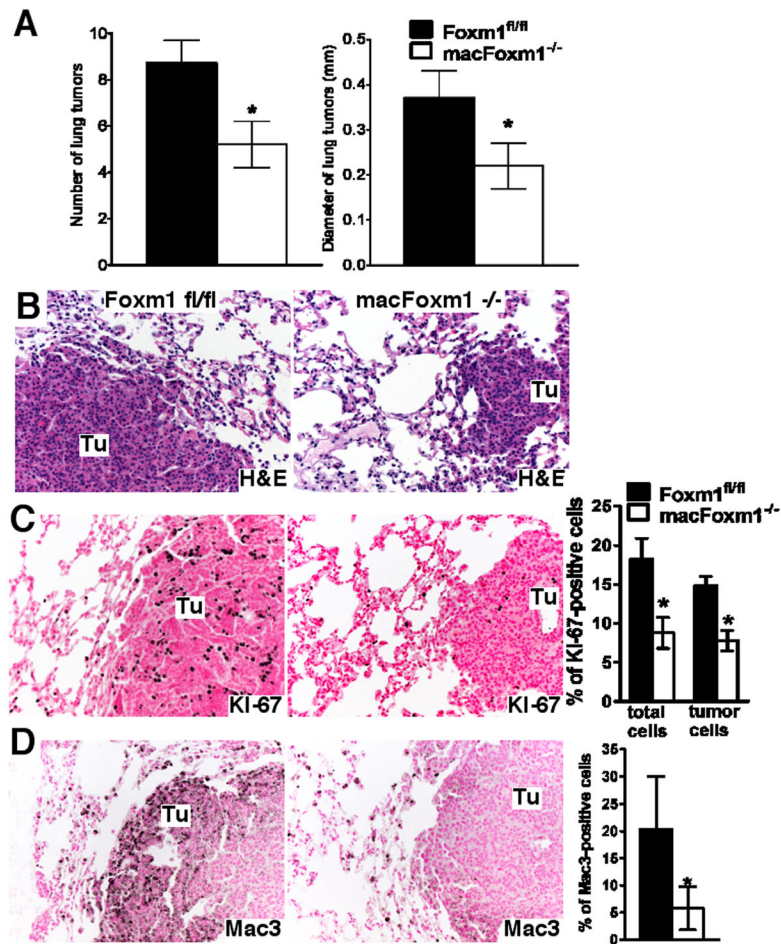 A
Number of lung tumors
10
8
6
4
2
0
*
Diameter of lung tumors (mm)
0.5
0.4
0.3
0.2
0.1
0.0
*
Foxm1fl/fl
macFoxm1-/-
B
Foxm1 fl/fl
macFoxm1 -/-
Tu
H&E
Tu
H&E
C
Tu
KI-67
Tu
KI-67
Foxm1fl/fl
macFoxm1-/-
% of KI-67-positive cells
25
20
15
10
5
0
*
*
total cells
tumor cells
D
Tu
Mac3
Tu
Mac3
% of Mac3-positive cells
35
30
25
20
15
10
5
0
*